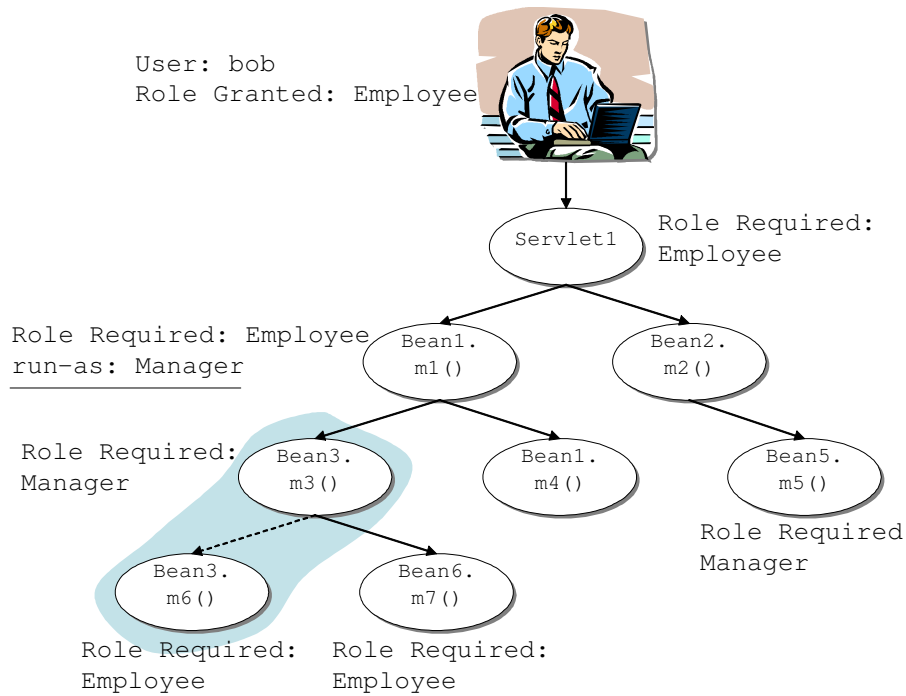 User: bob
Role Granted: Employee
Servlet1
Role Required:
Employee
Role Required: Employee
run-as: Manager
Bean1.
m1()
Bean2.
m2()
Role Required:
Manager
Bean3.
m3()
Bean1.
m4()
Bean5.
m5()
Role Required
Manager
Bean3.
m6()
Bean6.
m7()
Role Required:
Employee
Role Required:
Employee